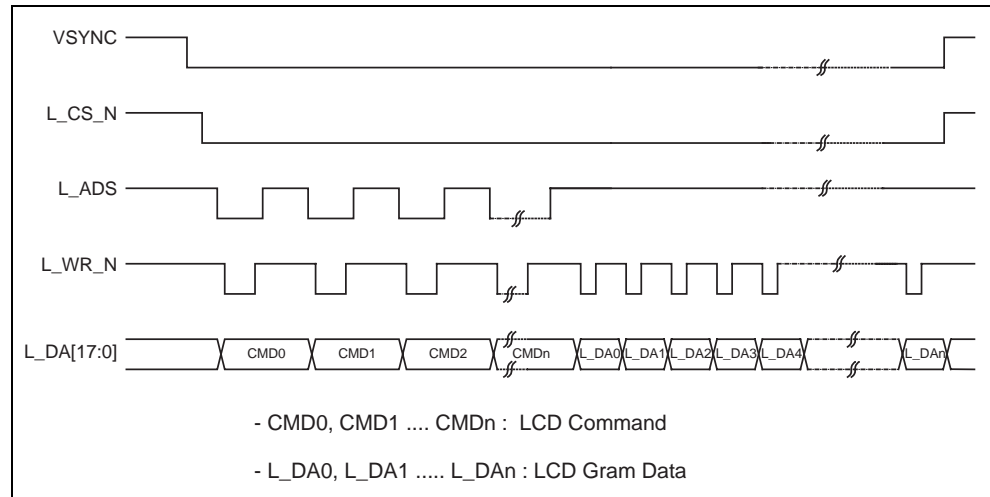 VSYNC
L_CS_N
L_ADS
L_WR_N
L_DA[17:0]
CMD0 CMD1 CMD2 CMDn L_DA0 L_DA1 L_DA2 L_DA3 L_DA4 L_DAn
- CMD0, CMD1 .... CMDn : LCD Command
- L_DA0, L_DA1 ..... L_DAn : LCD Gram Data